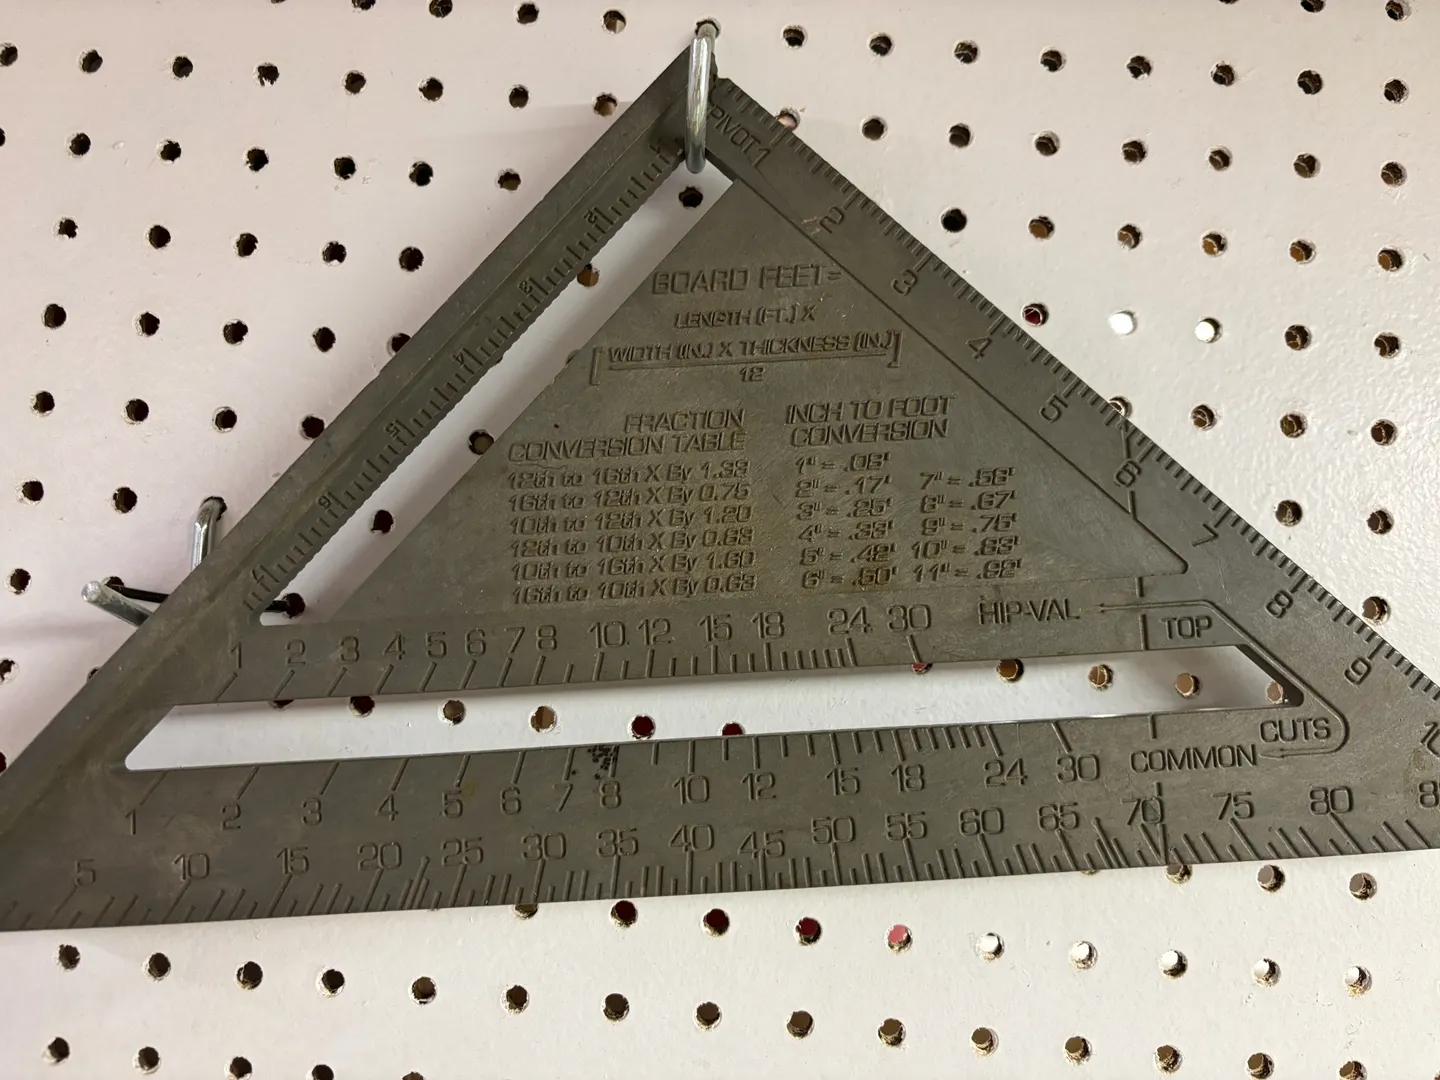 PIVOT 1
2
3
4
5
6
7
8
9
2
3
4
5
6
7
BOARD FEET=
LENGTH (FT.) X
[WIDTH (IN.) X THICKNESS (IN.)]
12
FRACTION
CONVERSION TABLE
12th to 16th X By 1.33
16th to 12th X By 0.75
10th to 12th X By 1.20
12th to 10th X By 0.83
10th to 16th X By 1.60
16th to 10th X By 0.63
INCH TO FOOT
CONVERSION
1" = .08'
2" = .17' 7" = .58'
3" = .25' 8" = .67'
4" = .33' 9" = .75'
5" = .42' 10" = .83'
6" = .50' 11" = .92'
1 2 3 4 5 6 7 8 10 12 15 18 24 30 HIP-VAL
TOP
CUTS
COMMON
1 2 3 4 5 6 7 8 10 12 15 18 24 30
5 10 15 20 25 30 35 40 45 50 55 60 65 70 75 80